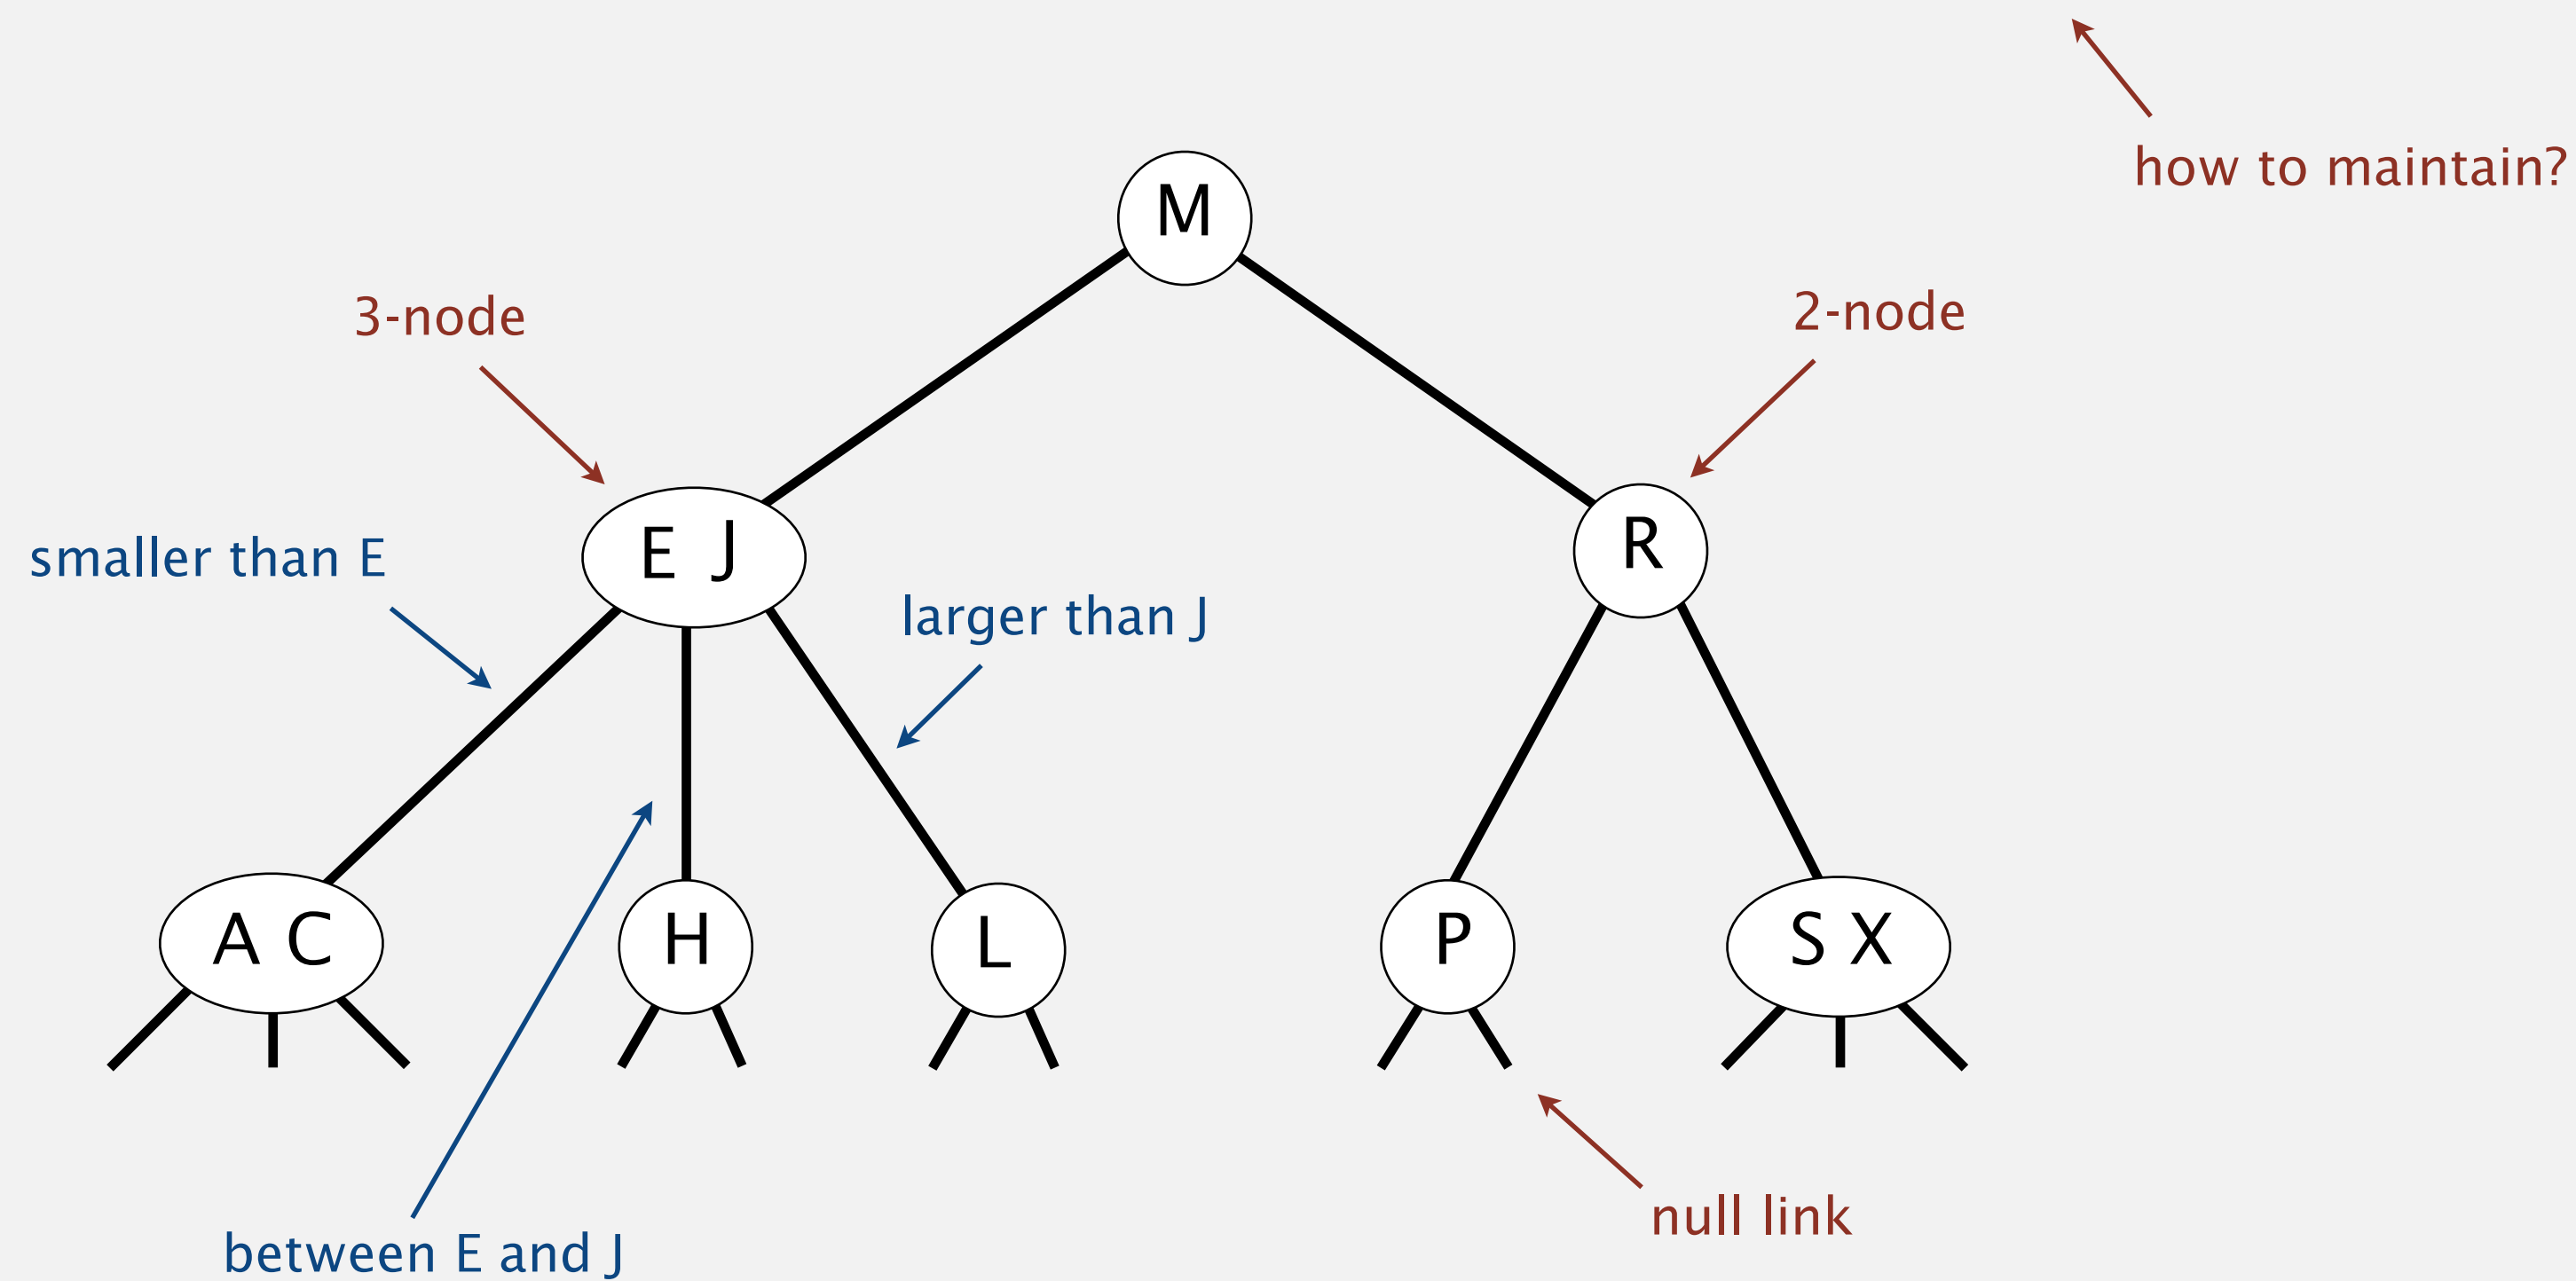 how to maintain?
M
3-node
2-node
E J
R
smaller than E
larger than J
A C
H
L
P
S X
null link
between E and J